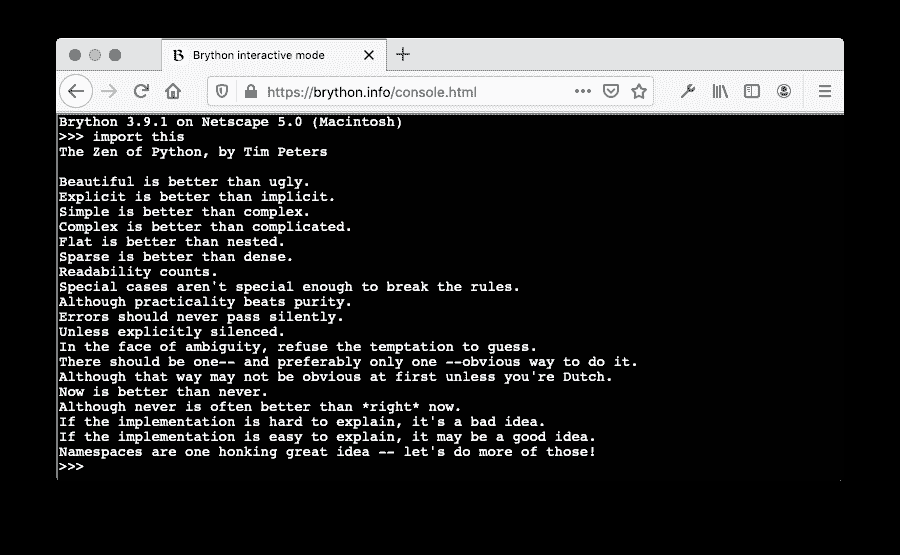 Brython interactive mode
https://brython.info/console.html
Brython 3.9.1 on Netscape 5.0 (Macintosh)
>>> import this
The Zen of Python, by Tim Peters
Beautiful is better than ugly.
Explicit is better than implicit.
Simple is better than complex.
Complex is better than complicated.
Flat is better than nested.
Sparse is better than dense.
Readability counts.
Special cases aren't special enough to break the rules.
Although practicality beats purity.
Errors should never pass silently.
Unless explicitly silenced.
In the face of ambiguity, refuse the temptation to guess.
There should be one-- and preferably only one --obvious way to do it.
Although that way may not be obvious at first unless you're Dutch.
Now is better than never.
Although never is often better than *right* now.
If the implementation is hard to explain, it's a bad idea.
If the implementation is easy to explain, it may be a good idea.
Namespaces are one honking great idea -- let's do more of those!
>>>